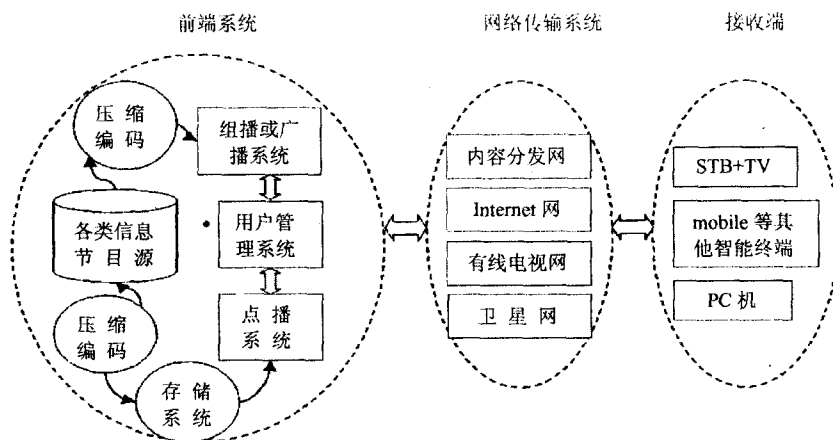 前端系统
网络传输系统
接收端
压 缩
编 码
组播或广
播系统
各类信息
节 目 源
用户管
理系统
压 缩
编码
点 播
系 统
存 储
系 统
内容分发网
Internet 网
有线电视网
卫 星 网
STB+TV
mobile 等其
他智能终端
PC 机